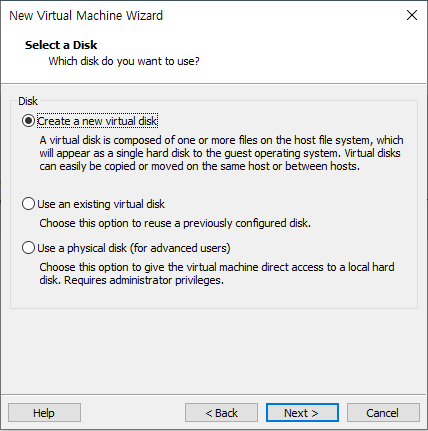 New Virtual Machine Wizard
Select a Disk
Which disk do you want to use?
Disk
Create a new virtual disk
A virtual disk is composed of one or more files on the host file system, which
will appear as a single hard disk to the guest operating system. Virtual disks
can easily be copied or moved on the same host or between hosts.
Use an existing virtual disk
Choose this option to reuse a previously configured disk.
Use a physical disk (for advanced users)
Choose this option to give the virtual machine direct access to a local hard
disk. Requires administrator privileges.
Help
< Back
Next >
Cancel